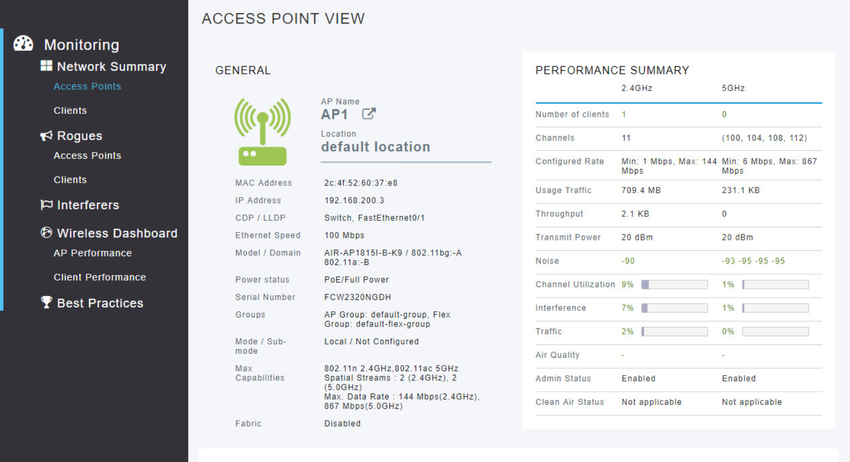 ACCESS POINT VIEW
Monitoring
Network Summary
Access Points
Clients
Rogues
Access Points
Clients
Interferers
Wireless Dashboard
AP Performance
Client Performance
Best Practices
GENERAL
AP Name
AP1
Location
default location
MAC Address 2c:4f:52:60:37:e8
IP Address 192.168.200.3
CDP / LLDP Switch, FastEthernet0/1
Ethernet Speed 100 Mbps
Model / Domain AIR-AP1815I-B-K9 / 802.11bg:-A
802.11a:-B
Power status PoE/Full Power
Serial Number FCW2320NGDH
Groups AP Group: default-group, Flex
Group: default-flex-group
Mode / Sub- Local / Not Configured
mode
Max 802.11n 2.4GHz,802.11ac 5GHz
Capabilities Spatial Streams : 2 (2.4GHz), 2
(5.0GHz)
Max. Data Rate : 144 Mbps(2.4GHz),
867 Mbps(5.0GHz)
Fabric Disabled
PERFORMANCE SUMMARY
2.4GHz 5GHz
Number of clients 1 0
Channels 11 (100, 104, 108, 112)
Configured Rate Min: 1 Mbps, Max: 144 Min: 6 Mbps, Max: 867
Mbps Mbps
Usage Traffic 709.4 MB 231.1 KB
Throughput 2.1 KB 0
Transmit Power 20 dBm 20 dBm
Noise -90 -93 -95 -95 -95
Channel Utilization 9% 1%
Interference 7% 1%
Traffic 2% 0%
Air Quality - -
Admin Status Enabled Enabled
Clean Air Status Not applicable Not applicable